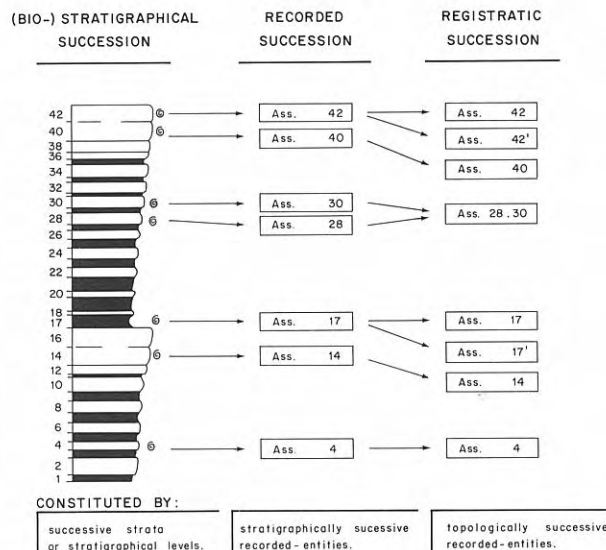 (BIO-) STRATIGRAPHICAL
SUCCESSION
RECORDED
SUCCESSION
REGISTRATIC
SUCCESSION
42
40
38
36
34
32
30
28
26
24
22
20
18
17
16
14
12
10
8
6
4
2
1
Ass. 42
Ass. 40
Ass. 30
Ass. 28
Ass. 17
Ass. 14
Ass. 4
Ass. 42
Ass. 42'
Ass. 40
Ass. 28.30
Ass. 17
Ass. 17'
Ass. 14
Ass. 4
CONSTITUTED BY:
successive strata
or stratigraphical levels.
stratigraphically sucessive
recorded-entities.
topologically successive
recorded-entities.